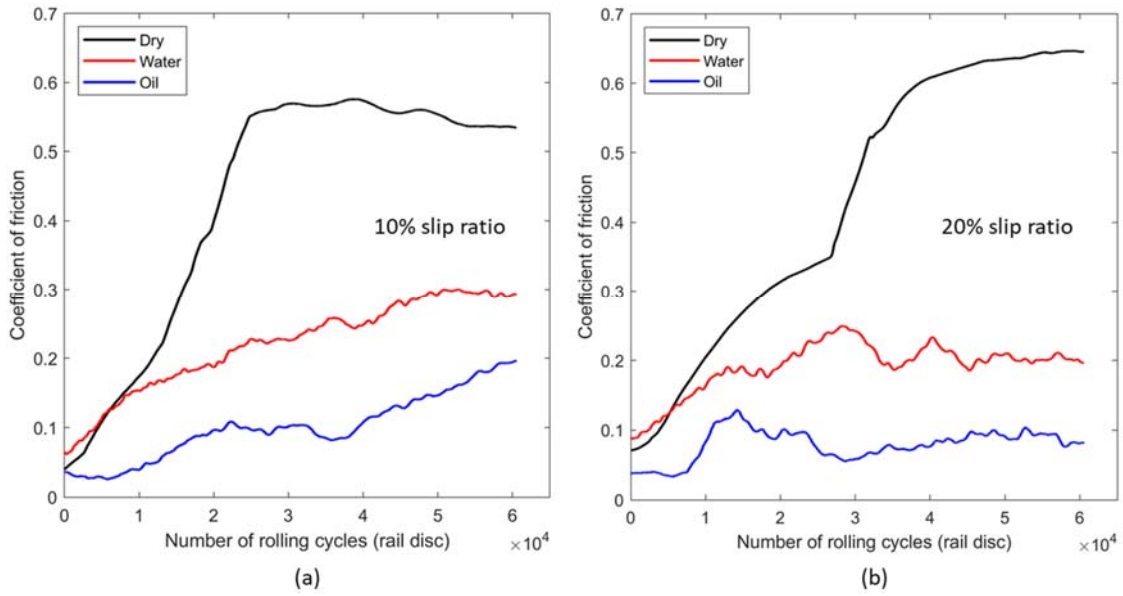 0.7
0.6
0.5
0.4
0.3
0.2
0.1
0
Coefficient of friction
Dry
Water
Oil
10% slip ratio
0 1 2 3 4 5 6
×10⁴
Number of rolling cycles (rail disc)
(a)
0.7
0.6
0.5
0.4
0.3
0.2
0.1
0
Coefficient of friction
Dry
Water
Oil
20% slip ratio
0 1 2 3 4 5 6
×10⁴
Number of rolling cycles (rail disc)
(b)